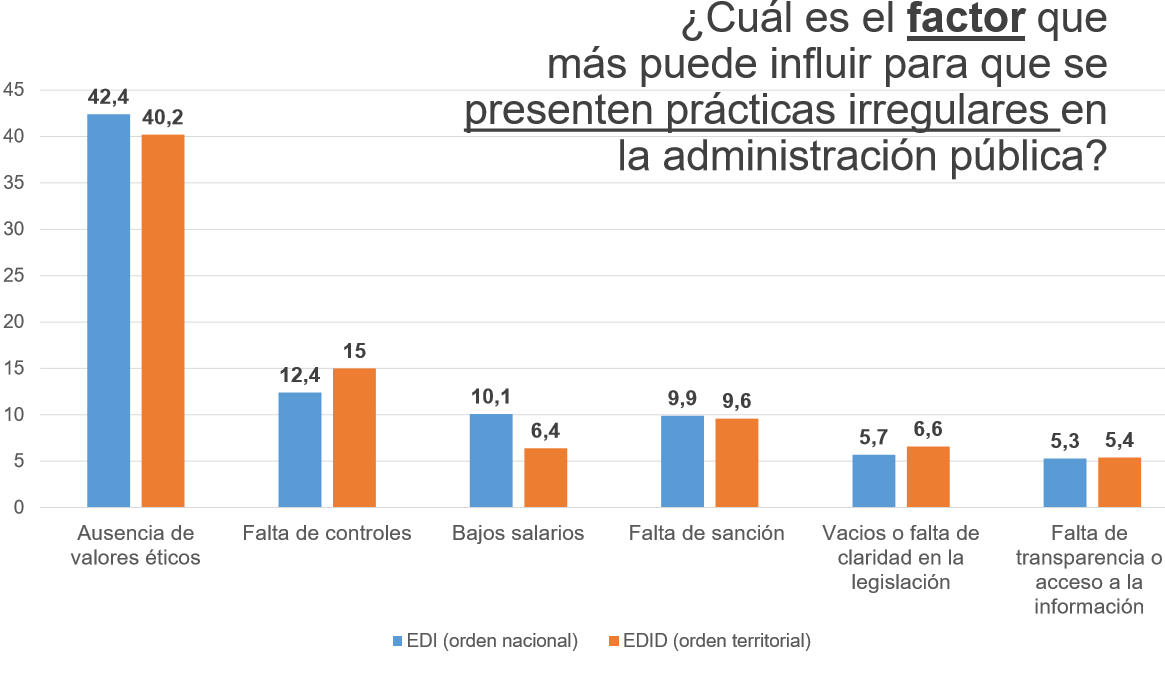 ¿Cuál es el factor que
más puede influir para que se
presenten prácticas irregulares en
la administración pública?
45
40
35
30
25
20
15
10
5
0
42,4
40,2
12,4
15
10,1
6,4
9,9
9,6
5,7
6,6
5,3
5,4
Ausencia de
valores éticos
Falta de controles
Bajos salarios
Falta de sanción
Vacios o falta de
claridad en la
legislación
Falta de
transparencia o
acceso a la
información
EDI (orden nacional)
EDID (orden territorial)